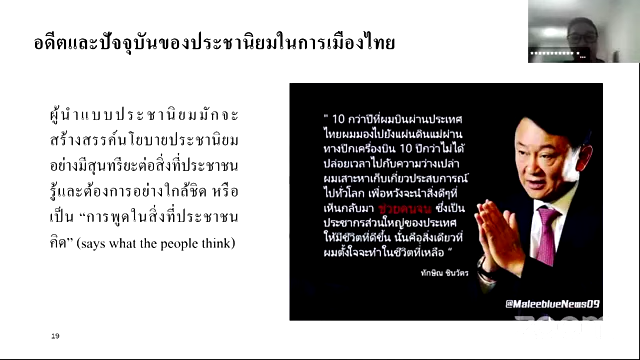 อดีตและปัจจุบันของประชานิยมในการเมืองไทย
ผู้นำแบบประชานิยมมักจะ
สร้างสรรค์นโยบายประชานิยม
อย่างมีสุนทรียะต่อสิ่งที่ประชาชน
รู้และต้องการอย่างใกล้ชิด หรือ
เป็น “การพูดในสิ่งที่ประชาชน
คิด” (says what the people think)
“ 10 กว่าปีที่ผมบินผ่านประเทศ
ไทยผมมองไปยังแผ่นดินแม่ผ่าน
ทางปีกเครื่องบิน 10 ปีกว่าไม่ได้
ปล่อยเวลาไปกับความว่างเปล่า
ผมเสาะหาเก็บเกี่ยวประสบการณ์
ไปทั่วโลก เพื่อหวังจะนำสิ่งดีๆที่
เห็นกลับมา ช่วยคนจน ซึ่งเป็น
ประชากรส่วนใหญ่ของประเทศ
ให้มีชีวิตที่ดีขึ้น นั่นคือสิ่งเดียวที่
ผมตั้งใจจะทำในชีวิตที่เหลือ ”
ทักษิณ ชินวัตร
@MaleeblueNews09
zoom
19